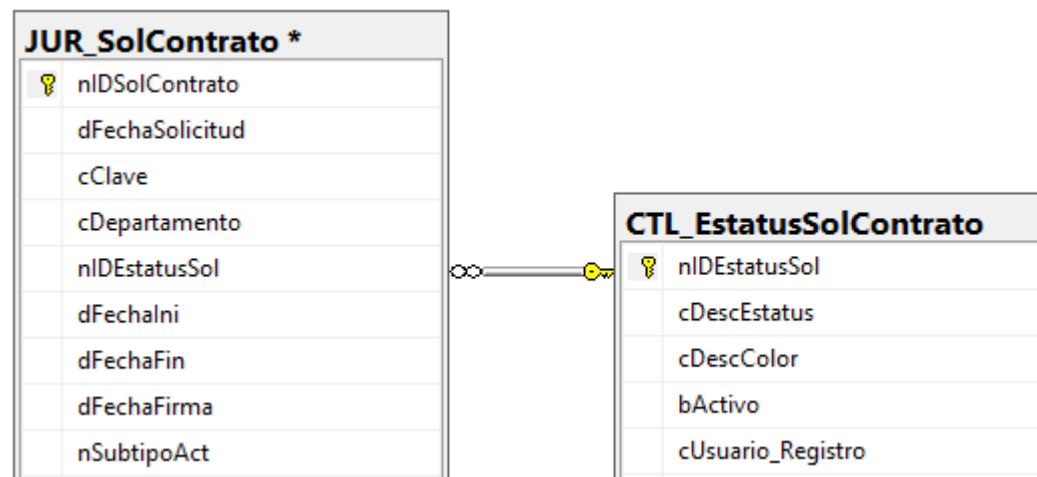 JUR_SolContrato *
nIDSolContrato
dFechaSolicitud
cClave
cDepartamento
nIDEstatusSol
dFechaIni
dFechaFin
dFechaFirma
nSubtipoAct
CTL_EstatusSolContrato
nIDEstatusSol
cDescEstatus
cDescColor
bActivo
cUsuario_Registro